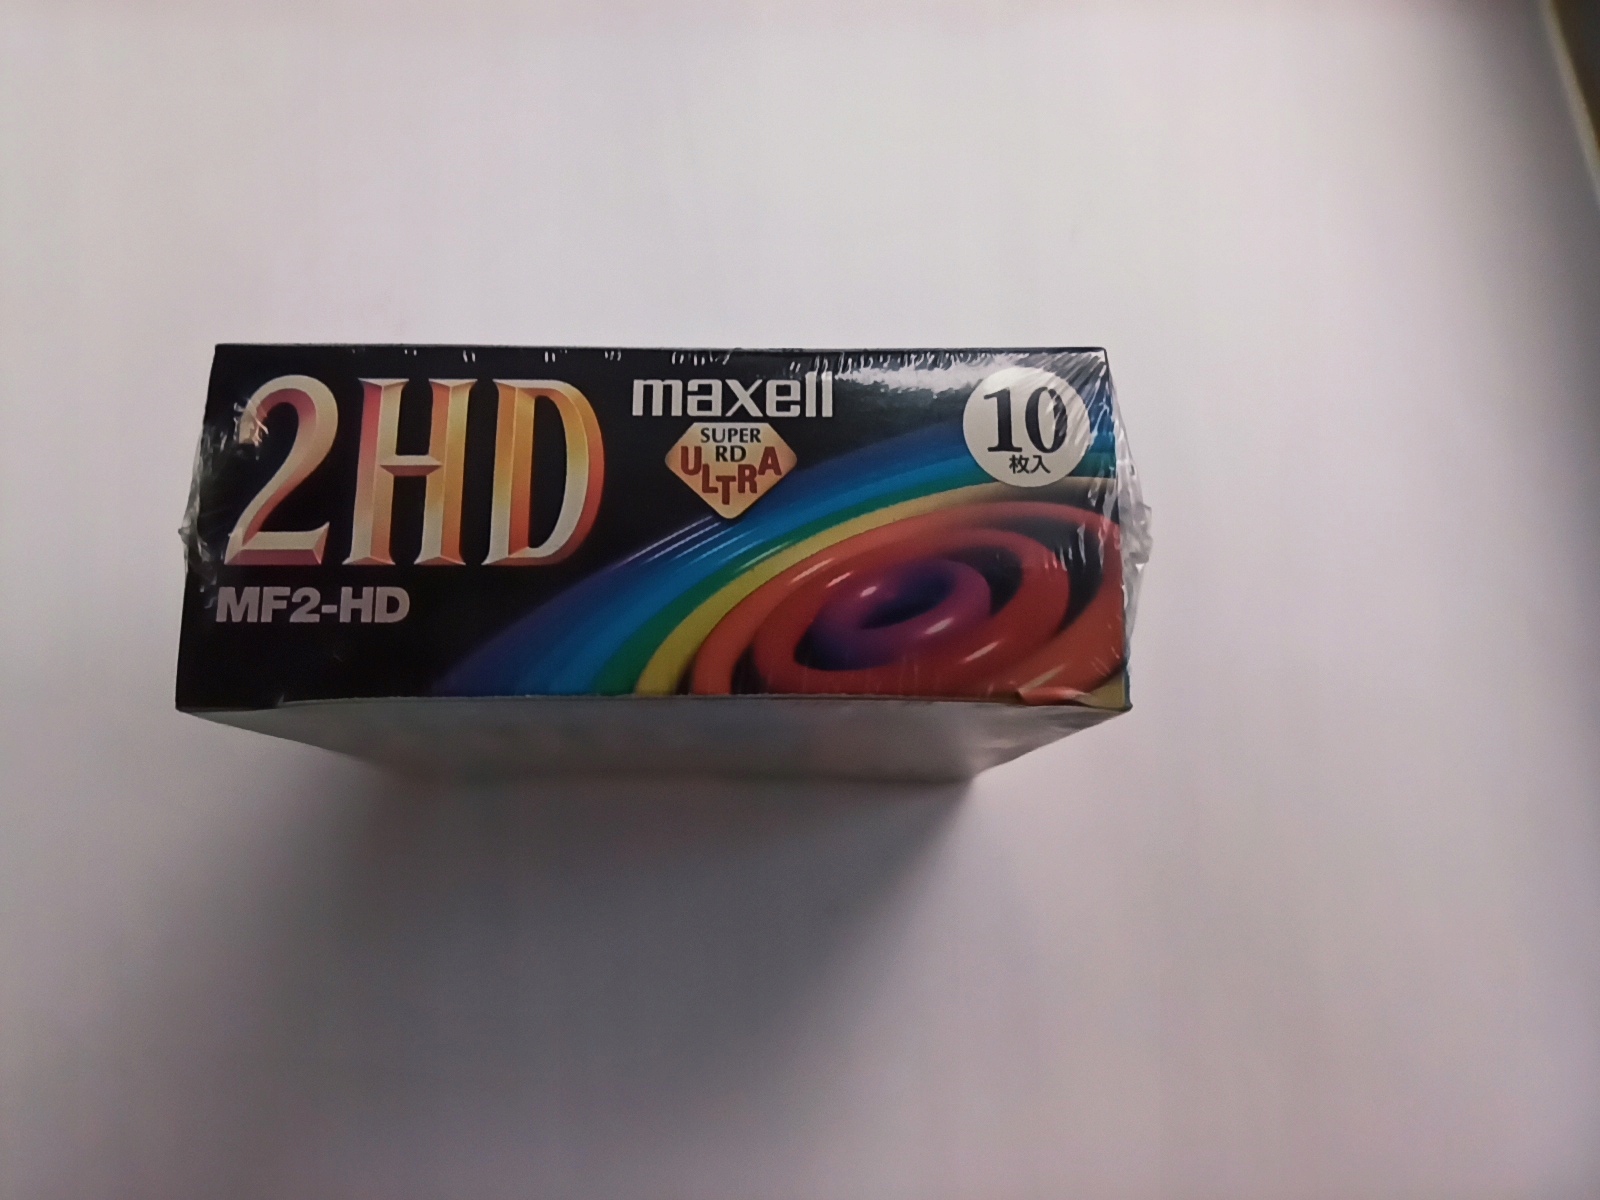 2HD
MF2-HD
maxell
SUPER
RD
ULTRA
10
枚入